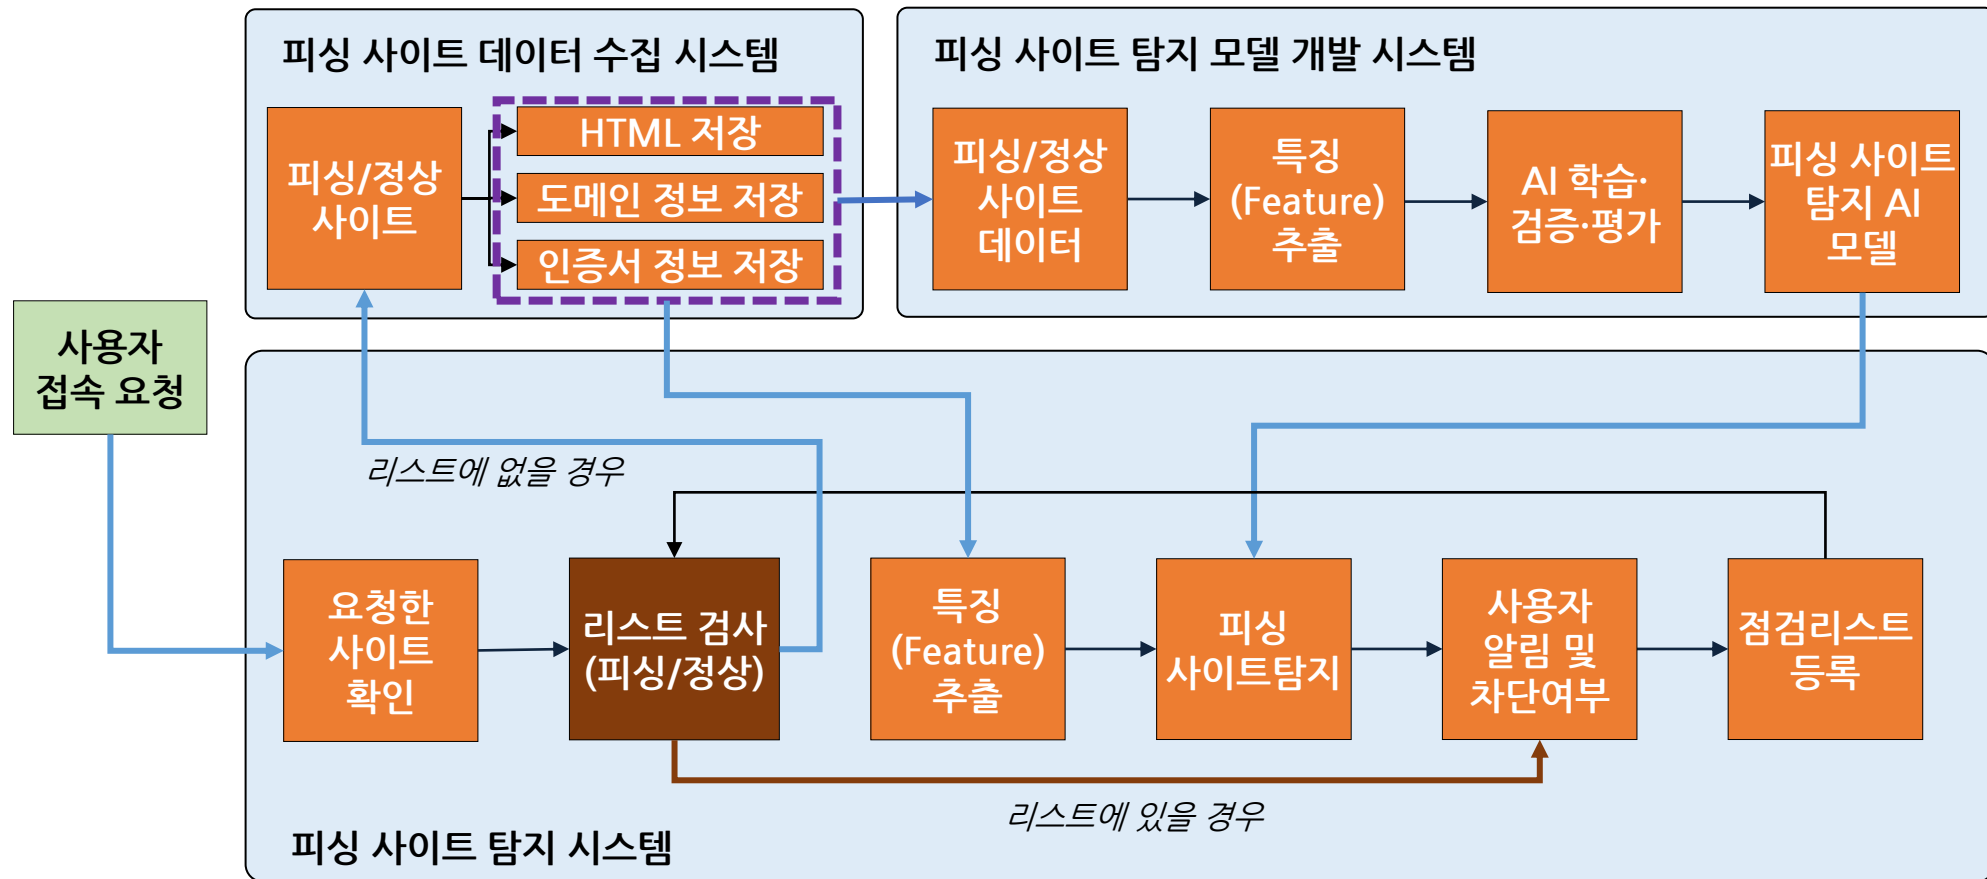 피싱 사이트 데이터 수집 시스템
피싱/정상
사이트
HTML 저장
도메인 정보 저장
인증서 정보 저장
피싱 사이트 탐지 모델 개발 시스템
피싱/정상
사이트
데이터
특징
(Feature)
추출
AI 학습·
검증·평가
피싱 사이트
탐지 AI
모델
사용자
접속 요청
리스트에 없을 경우
요청한
사이트
확인
리스트 검사
(피싱/정상)
특징
(Feature)
추출
피싱
사이트탐지
사용자
알림 및
차단여부
점검리스트
등록
리스트에 있을 경우
피싱 사이트 탐지 시스템